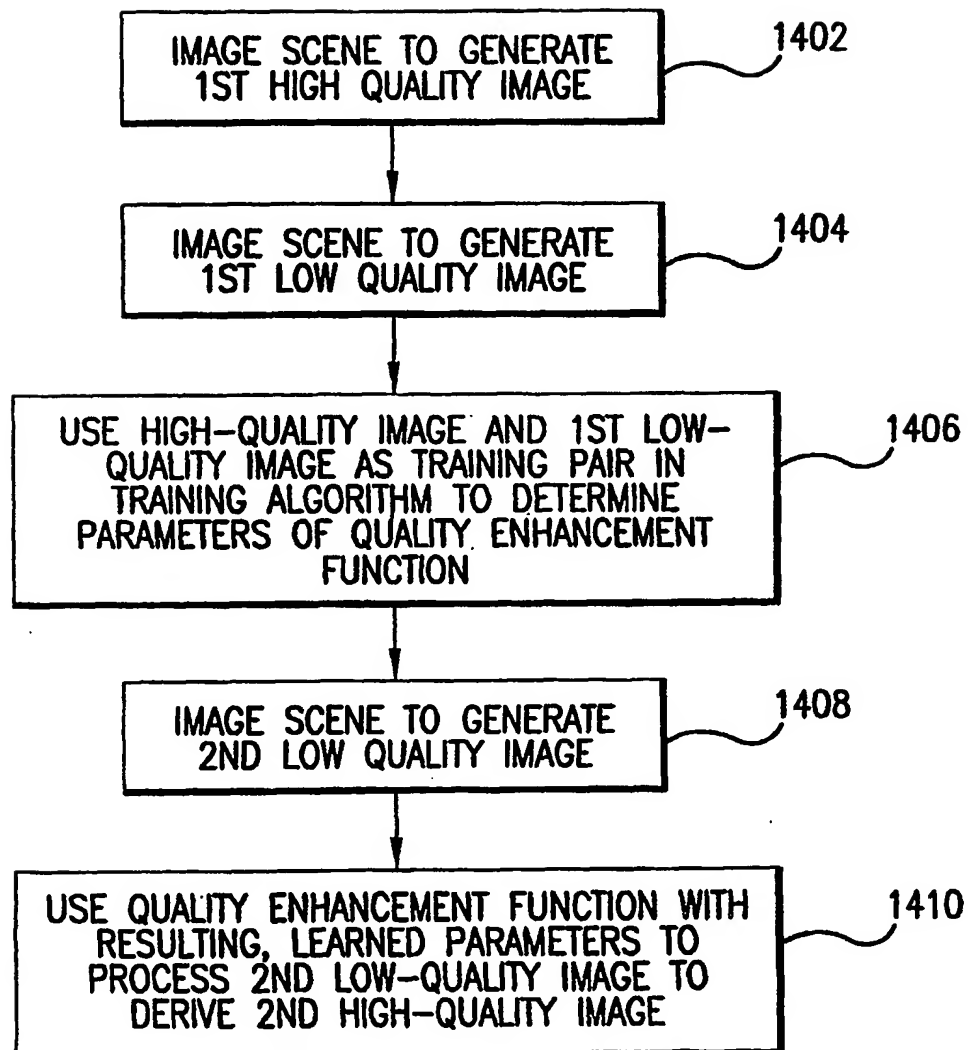 IMAGE SCENE TO GENERATE
1ST HIGH QUALITY IMAGE
1402
IMAGE SCENE TO GENERATE
1ST LOW QUALITY IMAGE
1404
USE HIGH-QUALITY IMAGE AND 1ST LOW-
QUALITY IMAGE AS TRAINING PAIR IN
TRAINING ALGORITHM TO DETERMINE
PARAMETERS OF QUALITY ENHANCEMENT
FUNCTION
1406
IMAGE SCENE TO GENERATE
2ND LOW QUALITY IMAGE
1408
USE QUALITY ENHANCEMENT FUNCTION WITH
RESULTING, LEARNED PARAMETERS TO
PROCESS 2ND LOW-QUALITY IMAGE TO
DERIVE 2ND HIGH-QUALITY IMAGE
1410